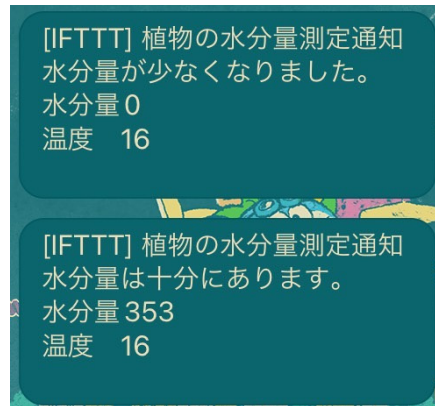 [IFTTT] 植物の水分量測定通知
水分量が少なくなりました。
水分量0
温度　16
[IFTTT] 植物の水分量測定通知
水分量は十分にあります。
水分量353
温度　16